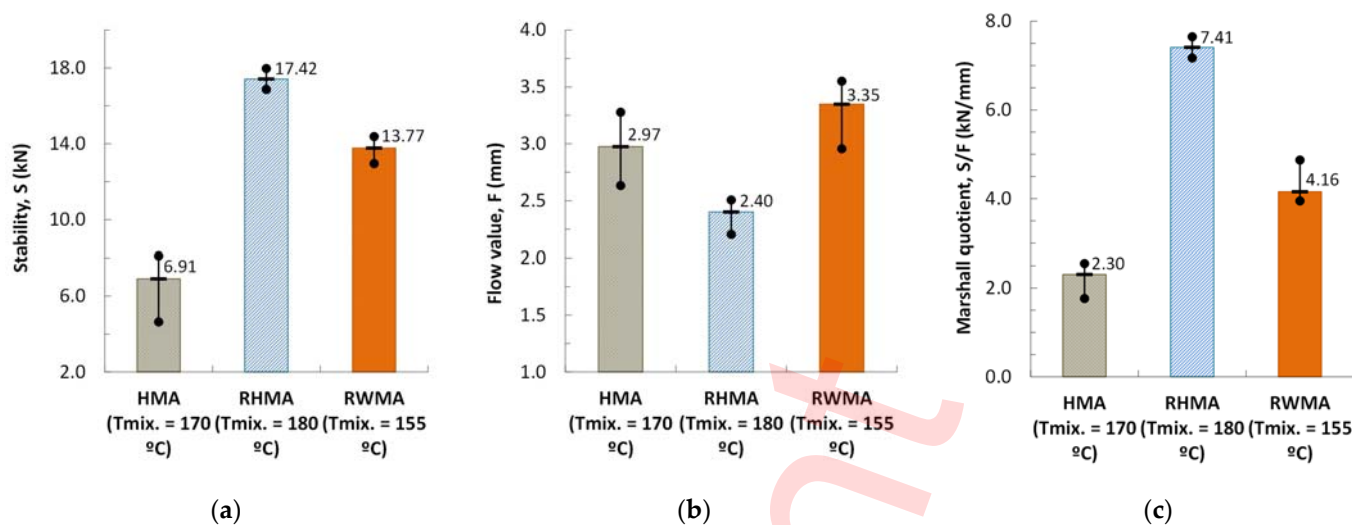 Stability, S (kN)
18.0
14.0
10.0
6.0
2.0
6.91
17.42
13.77
HMA
(Tmix. = 170
ºC)
RHMA
(Tmix. = 180
ºC)
RWMA
(Tmix. = 155
ºC)
(a)
Flow value, F (mm)
4.0
3.5
3.0
2.5
2.0
1.5
1.0
2.97
2.40
3.35
HMA
(Tmix. = 170
ºC)
RHMA
(Tmix. = 180
ºC)
RWMA
(Tmix. = 155
ºC)
(b)
Marshall quotient, S/F (kN/mm)
8.0
6.0
4.0
2.0
0.0
2.30
7.41
4.16
HMA
(Tmix. = 170
ºC)
RHMA
(Tmix. = 180
ºC)
RWMA
(Tmix. = 155
ºC)
(c)